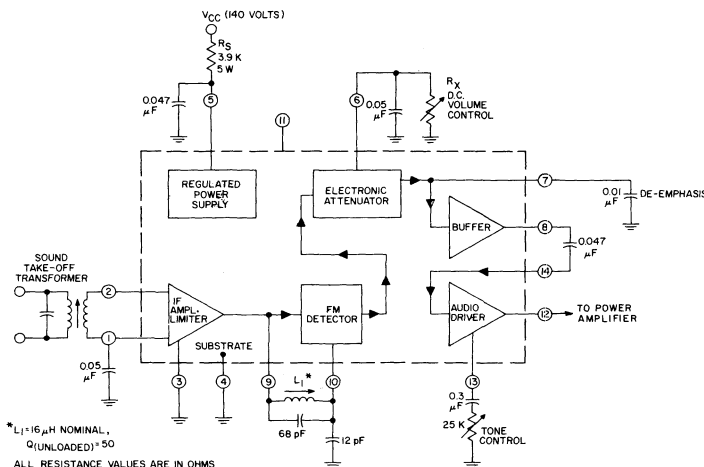 VCC (140 VOLTS)
RS
3.9 K
5 W
0.047
µF
5
6
0.05
µF
RX
D.C.
VOLUME
CONTROL
11
REGULATED
POWER
SUPPLY
ELECTRONIC
ATTENUATOR
7
0.01
µF
DE-EMPHASIS
BUFFER
8
0.047
µF
14
SOUND
TAKE-OFF
TRANSFORMER
2
1
0.05
µF
IF
AMPL.-
LIMITER
FM
DETECTOR
AUDIO
DRIVER
12
TO POWER
AMPLIFIER
SUBSTRATE
3
4
9
10
13
L1*
68 pF
12 pF
0.3
µF
25 K
TONE
CONTROL
*L1=16 µH NOMINAL,
Q(UNLOADED)=50
ALL RESISTANCE VALUES ARE IN OHMS